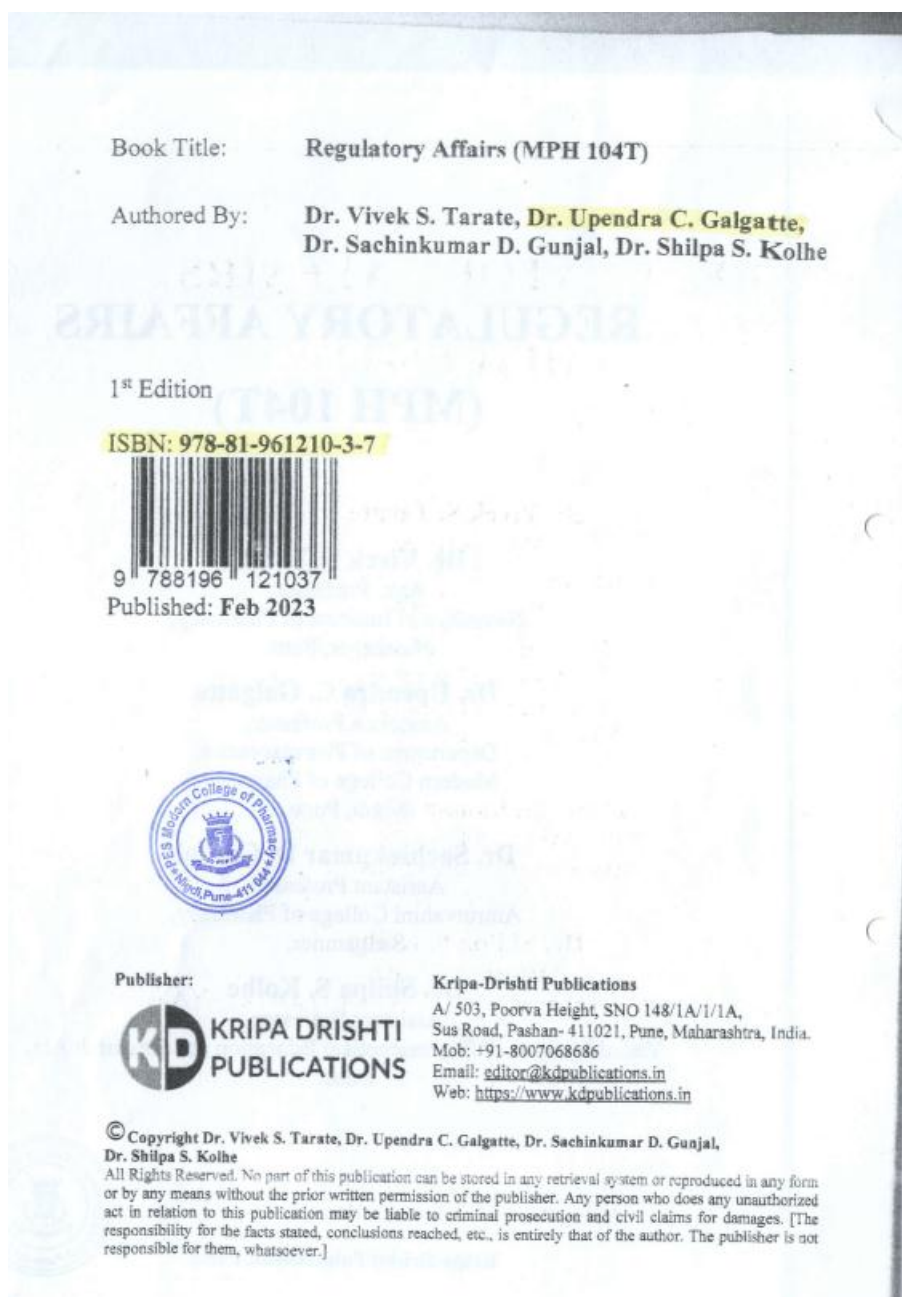 Book Title: Regulatory Affairs (MPH 104T)
Authored By: Dr. Vivek S. Tarate, Dr. Upendra C. Galgatte,
Dr. Sachinkumar D. Gunjal, Dr. Shilpa S. Kolhe
REGULATORY AFFAIRS
(MPH 104T)
1st Edition
ISBN: 978-81-961210-3-7
9 788196 121037
Published: Feb 2023
Dr. Upendra C. Galgatte
PES Modern College of Pharmacy
Nigdi, Pune-411 044
Publisher:
KD KRIPA DRISHTI
PUBLICATIONS
Kripa-Drishti Publications
A/ 503, Poorva Height, SNO 148/1A/1/1A,
Sus Road, Pashan- 411021, Pune, Maharashtra, India.
Mob: +91-8007068686
Email: editor@kdpublications.in
Web: https://www.kdpublications.in
© Copyright Dr. Vivek S. Tarate, Dr. Upendra C. Galgatte, Dr. Sachinkumar D. Gunjal,
Dr. Shilpa S. Kolhe
All Rights Reserved. No part of this publication can be stored in any retrieval system or reproduced in any form
or by any means without the prior written permission of the publisher. Any person who does any unauthorized
act in relation to this publication may be liable to criminal prosecution and civil claims for damages. [The
responsibility for the facts stated, conclusions reached, etc., is entirely that of the author. The publisher is not
responsible for them, whatsoever.]